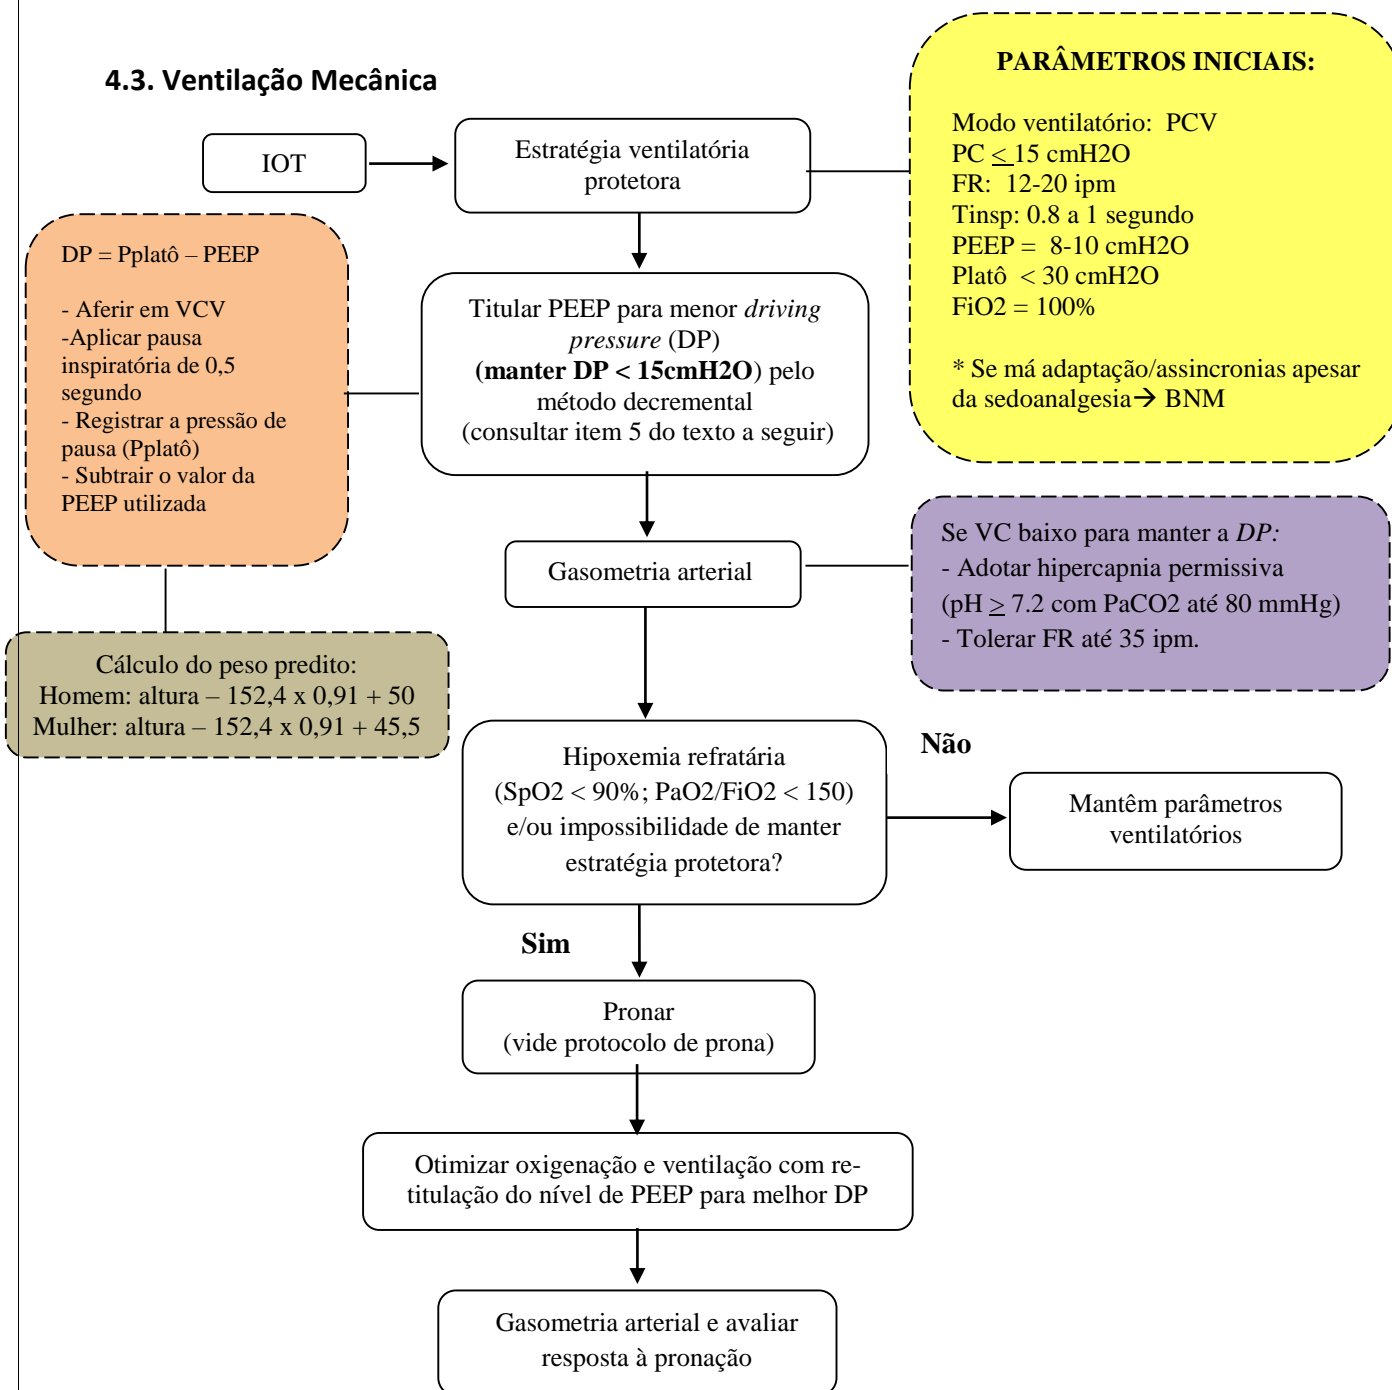 4.3. Ventilação Mecânica
IOT
Estratégia ventilatória
protetora
PARÂMETROS INICIAIS:
Modo ventilatório:  PCV
PC < 15 cmH2O
FR:  12-20 ipm
Tinsp: 0.8 a 1 segundo
PEEP =  8-10 cmH2O
Platô  < 30 cmH2O
FiO2 = 100%
* Se má adaptação/assincronias apesar
da sedoanalgesia→ BNM
DP = Pplatô – PEEP
- Aferir em VCV
-Aplicar pausa
inspiratória de 0,5
segundo
- Registrar a pressão de
pausa (Pplatô)
- Subtrair o valor da
PEEP utilizada
Titular PEEP para menor driving
pressure (DP)
(manter DP < 15cmH2O) pelo
método decremental
(consultar item 5 do texto a seguir)
Gasometria arterial
Se VC baixo para manter a DP:
- Adotar hipercapnia permissiva
(pH ≥ 7.2 com PaCO2 até 80 mmHg)
- Tolerar FR até 35 ipm.
Cálculo do peso predito:
Homem: altura – 152,4 x 0,91 + 50
Mulher: altura – 152,4 x 0,91 + 45,5
Hipoxemia refratária
(SpO2 < 90%; PaO2/FiO2 < 150)
e/ou impossibilidade de manter
estratégia protetora?
Não
Mantêm parâmetros
ventilatórios
Sim
Pronar
(vide protocolo de prona)
Otimizar oxigenação e ventilação com re-
titulação do nível de PEEP para melhor DP
Gasometria arterial e avaliar
resposta à pronação